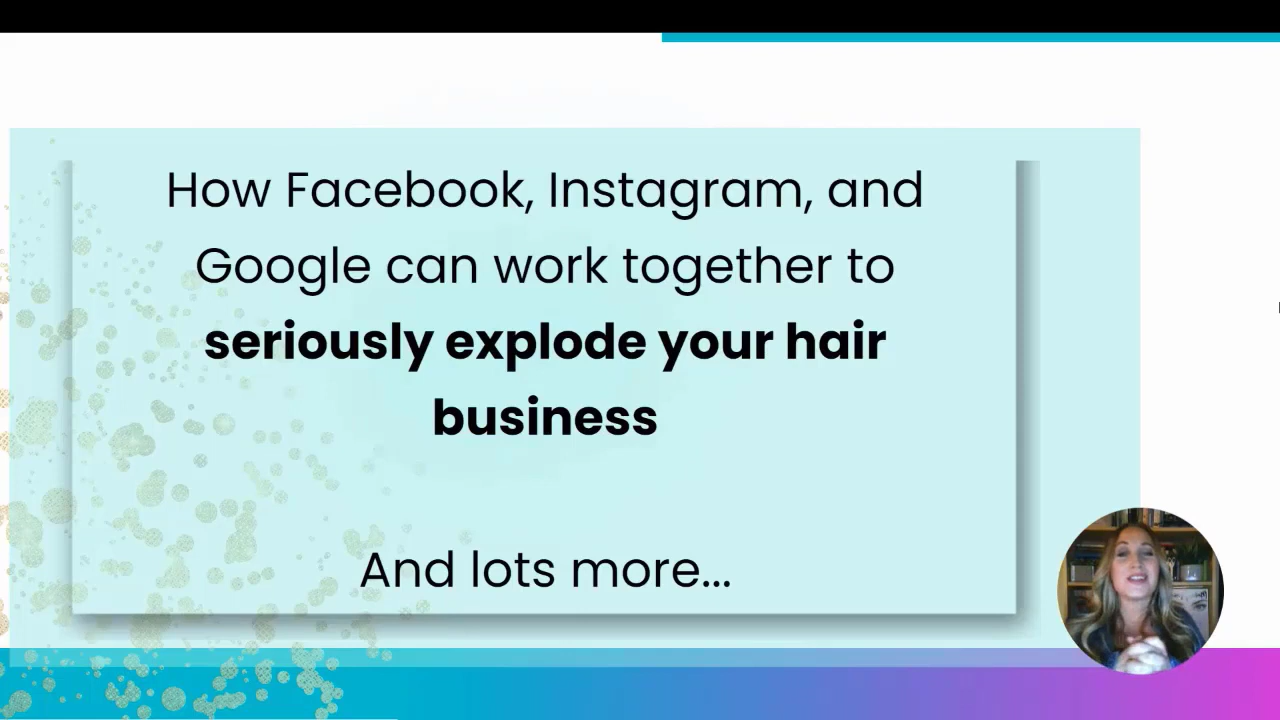 How Facebook, Instagram, and
Google can work together to
seriously explode your hair
business
And lots more...